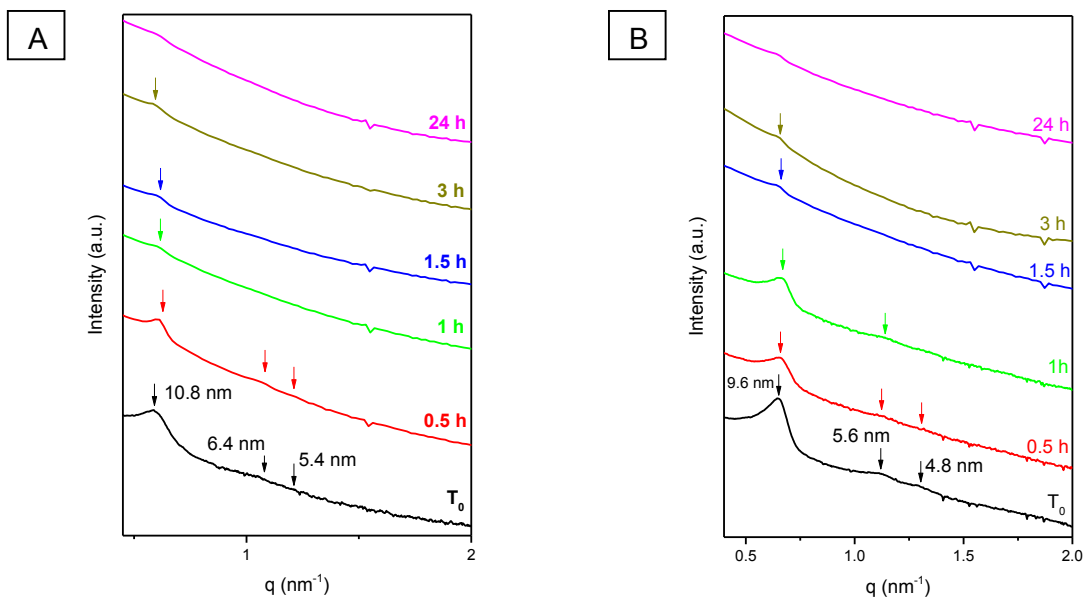 A
24 h
3 h
1.5 h
1 h
0.5 h
10.8 nm
6.4 nm
5.4 nm
T₀
Intensity (a.u.)
1
2
q (nm⁻¹)
B
24 h
3 h
1.5 h
1h
0.5 h
9.6 nm
5.6 nm
4.8 nm
T₀
Intensity (a.u.)
0.5
1.0
1.5
2.0
q (nm⁻¹)